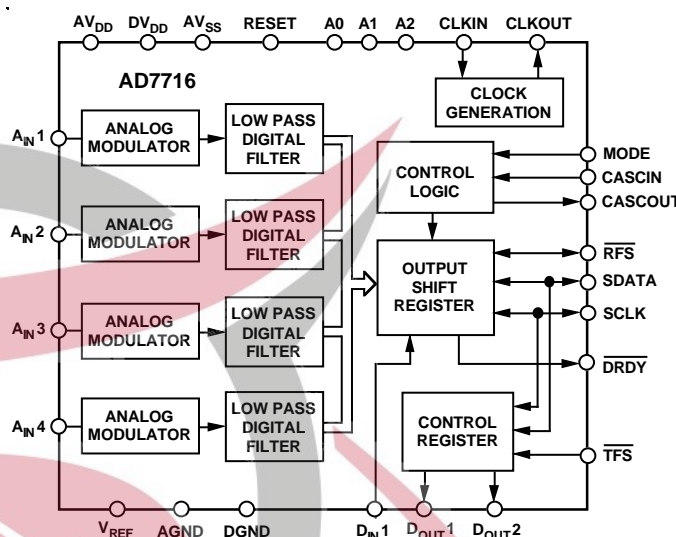 AVDD DVDD AVSS RESET A0 A1 A2 CLKIN CLKOUT
AD7716
CLOCK
GENERATION
AIN1
ANALOG
MODULATOR
LOW PASS
DIGITAL
FILTER
AIN2
ANALOG
MODULATOR
LOW PASS
DIGITAL
FILTER
AIN3
ANALOG
MODULATOR
LOW PASS
DIGITAL
FILTER
AIN4
ANALOG
MODULATOR
LOW PASS
DIGITAL
FILTER
CONTROL
LOGIC
OUTPUT
SHIFT
REGISTER
CONTROL
REGISTER
MODE
CASCIN
CASCOUT
RFS
SDATA
SCLK
DRDY
TFS
VREF AGND DGND DIN1 DOUT1 DOUT2